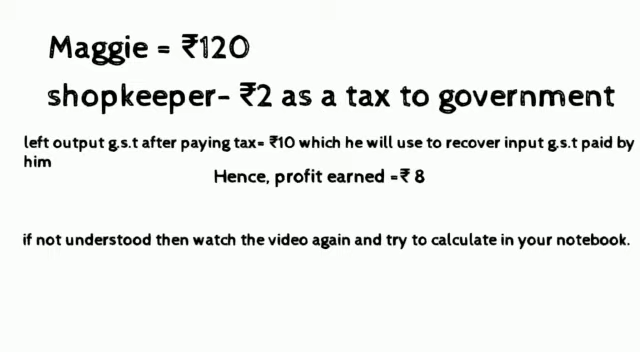 Maggie = ₹120
shopkeeper- ₹2 as a tax to government
left output g.s.t after paying tax= ₹10 which he will use to recover input g.s.t paid by
him
Hence, profit earned =₹ 8
if not understood then watch the video again and try to calculate in your notebook.